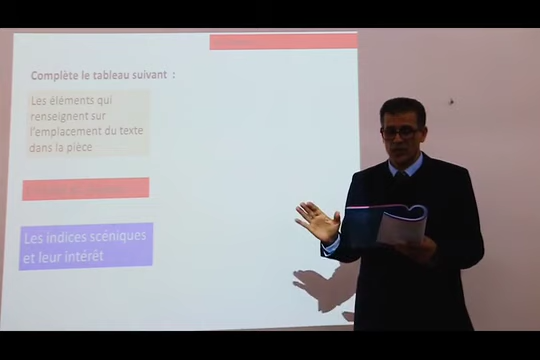 Complète le tableau suivant :
Les éléments qui
renseignent sur
l'emplacement du texte
dans la pièce
Les indices scéniques
et leur intérêt